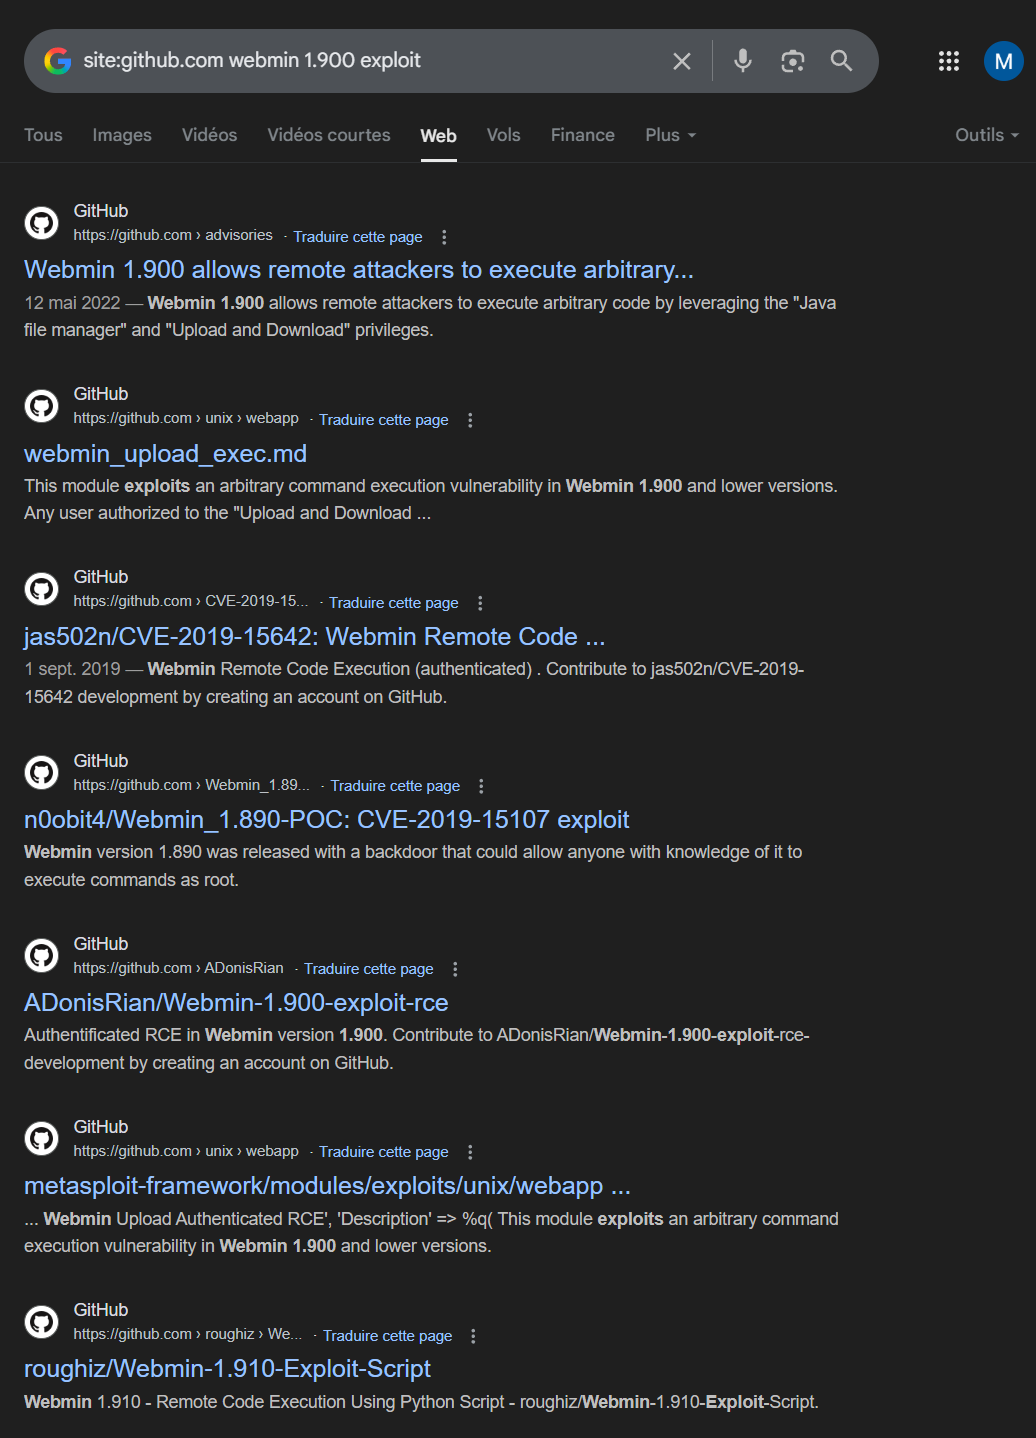 site:github.com webmin 1.900 exploit
M
Tous Images Vidéos Vidéos courtes Web Vols Finance Plus Outils
GitHub
https://github.com › advisories · Traduire cette page
Webmin 1.900 allows remote attackers to execute arbitrary...
12 mai 2022 — Webmin 1.900 allows remote attackers to execute arbitrary code by leveraging the "Java
file manager" and "Upload and Download" privileges.
GitHub
https://github.com › unix › webapp · Traduire cette page
webmin_upload_exec.md
This module exploits an arbitrary command execution vulnerability in Webmin 1.900 and lower versions.
Any user authorized to the "Upload and Download ...
GitHub
https://github.com › CVE-2019-15... · Traduire cette page
jas502n/CVE-2019-15642: Webmin Remote Code ...
1 sept. 2019 — Webmin Remote Code Execution (authenticated) . Contribute to jas502n/CVE-2019-
15642 development by creating an account on GitHub.
GitHub
https://github.com › Webmin_1.89... · Traduire cette page
n0obit4/Webmin_1.890-POC: CVE-2019-15107 exploit
Webmin version 1.890 was released with a backdoor that could allow anyone with knowledge of it to
execute commands as root.
GitHub
https://github.com › ADonisRian · Traduire cette page
ADonisRian/Webmin-1.900-exploit-rce
Authentificated RCE in Webmin version 1.900. Contribute to ADonisRian/Webmin-1.900-exploit-rce-
development by creating an account on GitHub.
GitHub
https://github.com › unix › webapp · Traduire cette page
metasploit-framework/modules/exploits/unix/webapp ...
... Webmin Upload Authenticated RCE', 'Description' => %q( This module exploits an arbitrary command
execution vulnerability in Webmin 1.900 and lower versions.
GitHub
https://github.com › roughiz › We... · Traduire cette page
roughiz/Webmin-1.910-Exploit-Script
Webmin 1.910 - Remote Code Execution Using Python Script - roughiz/Webmin-1.910-Exploit-Script.